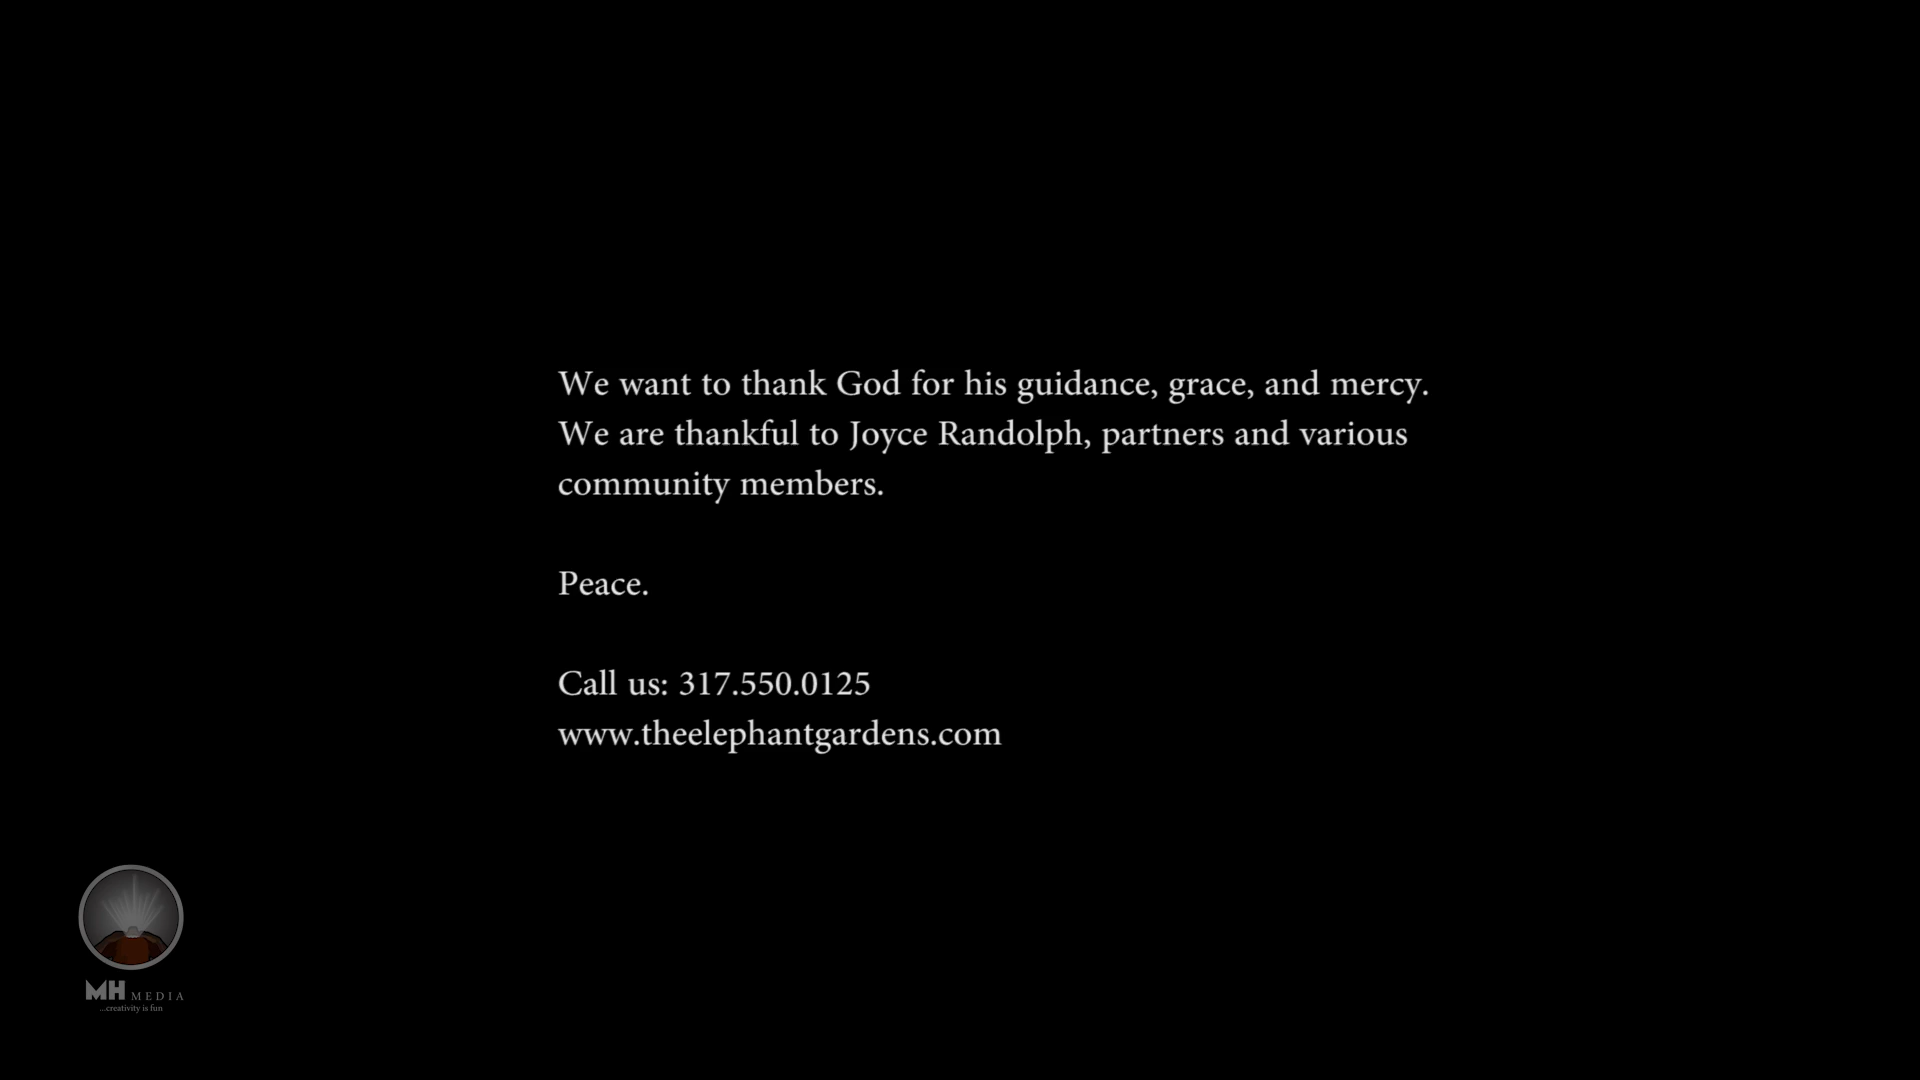 We want to thank God for his guidance, grace, and mercy.
We are thankful to Joyce Randolph, partners and various
community members.
Peace.
Call us: 317.550.0125
www.theelephantgardens.com
MH MEDIA
...creativity is fun